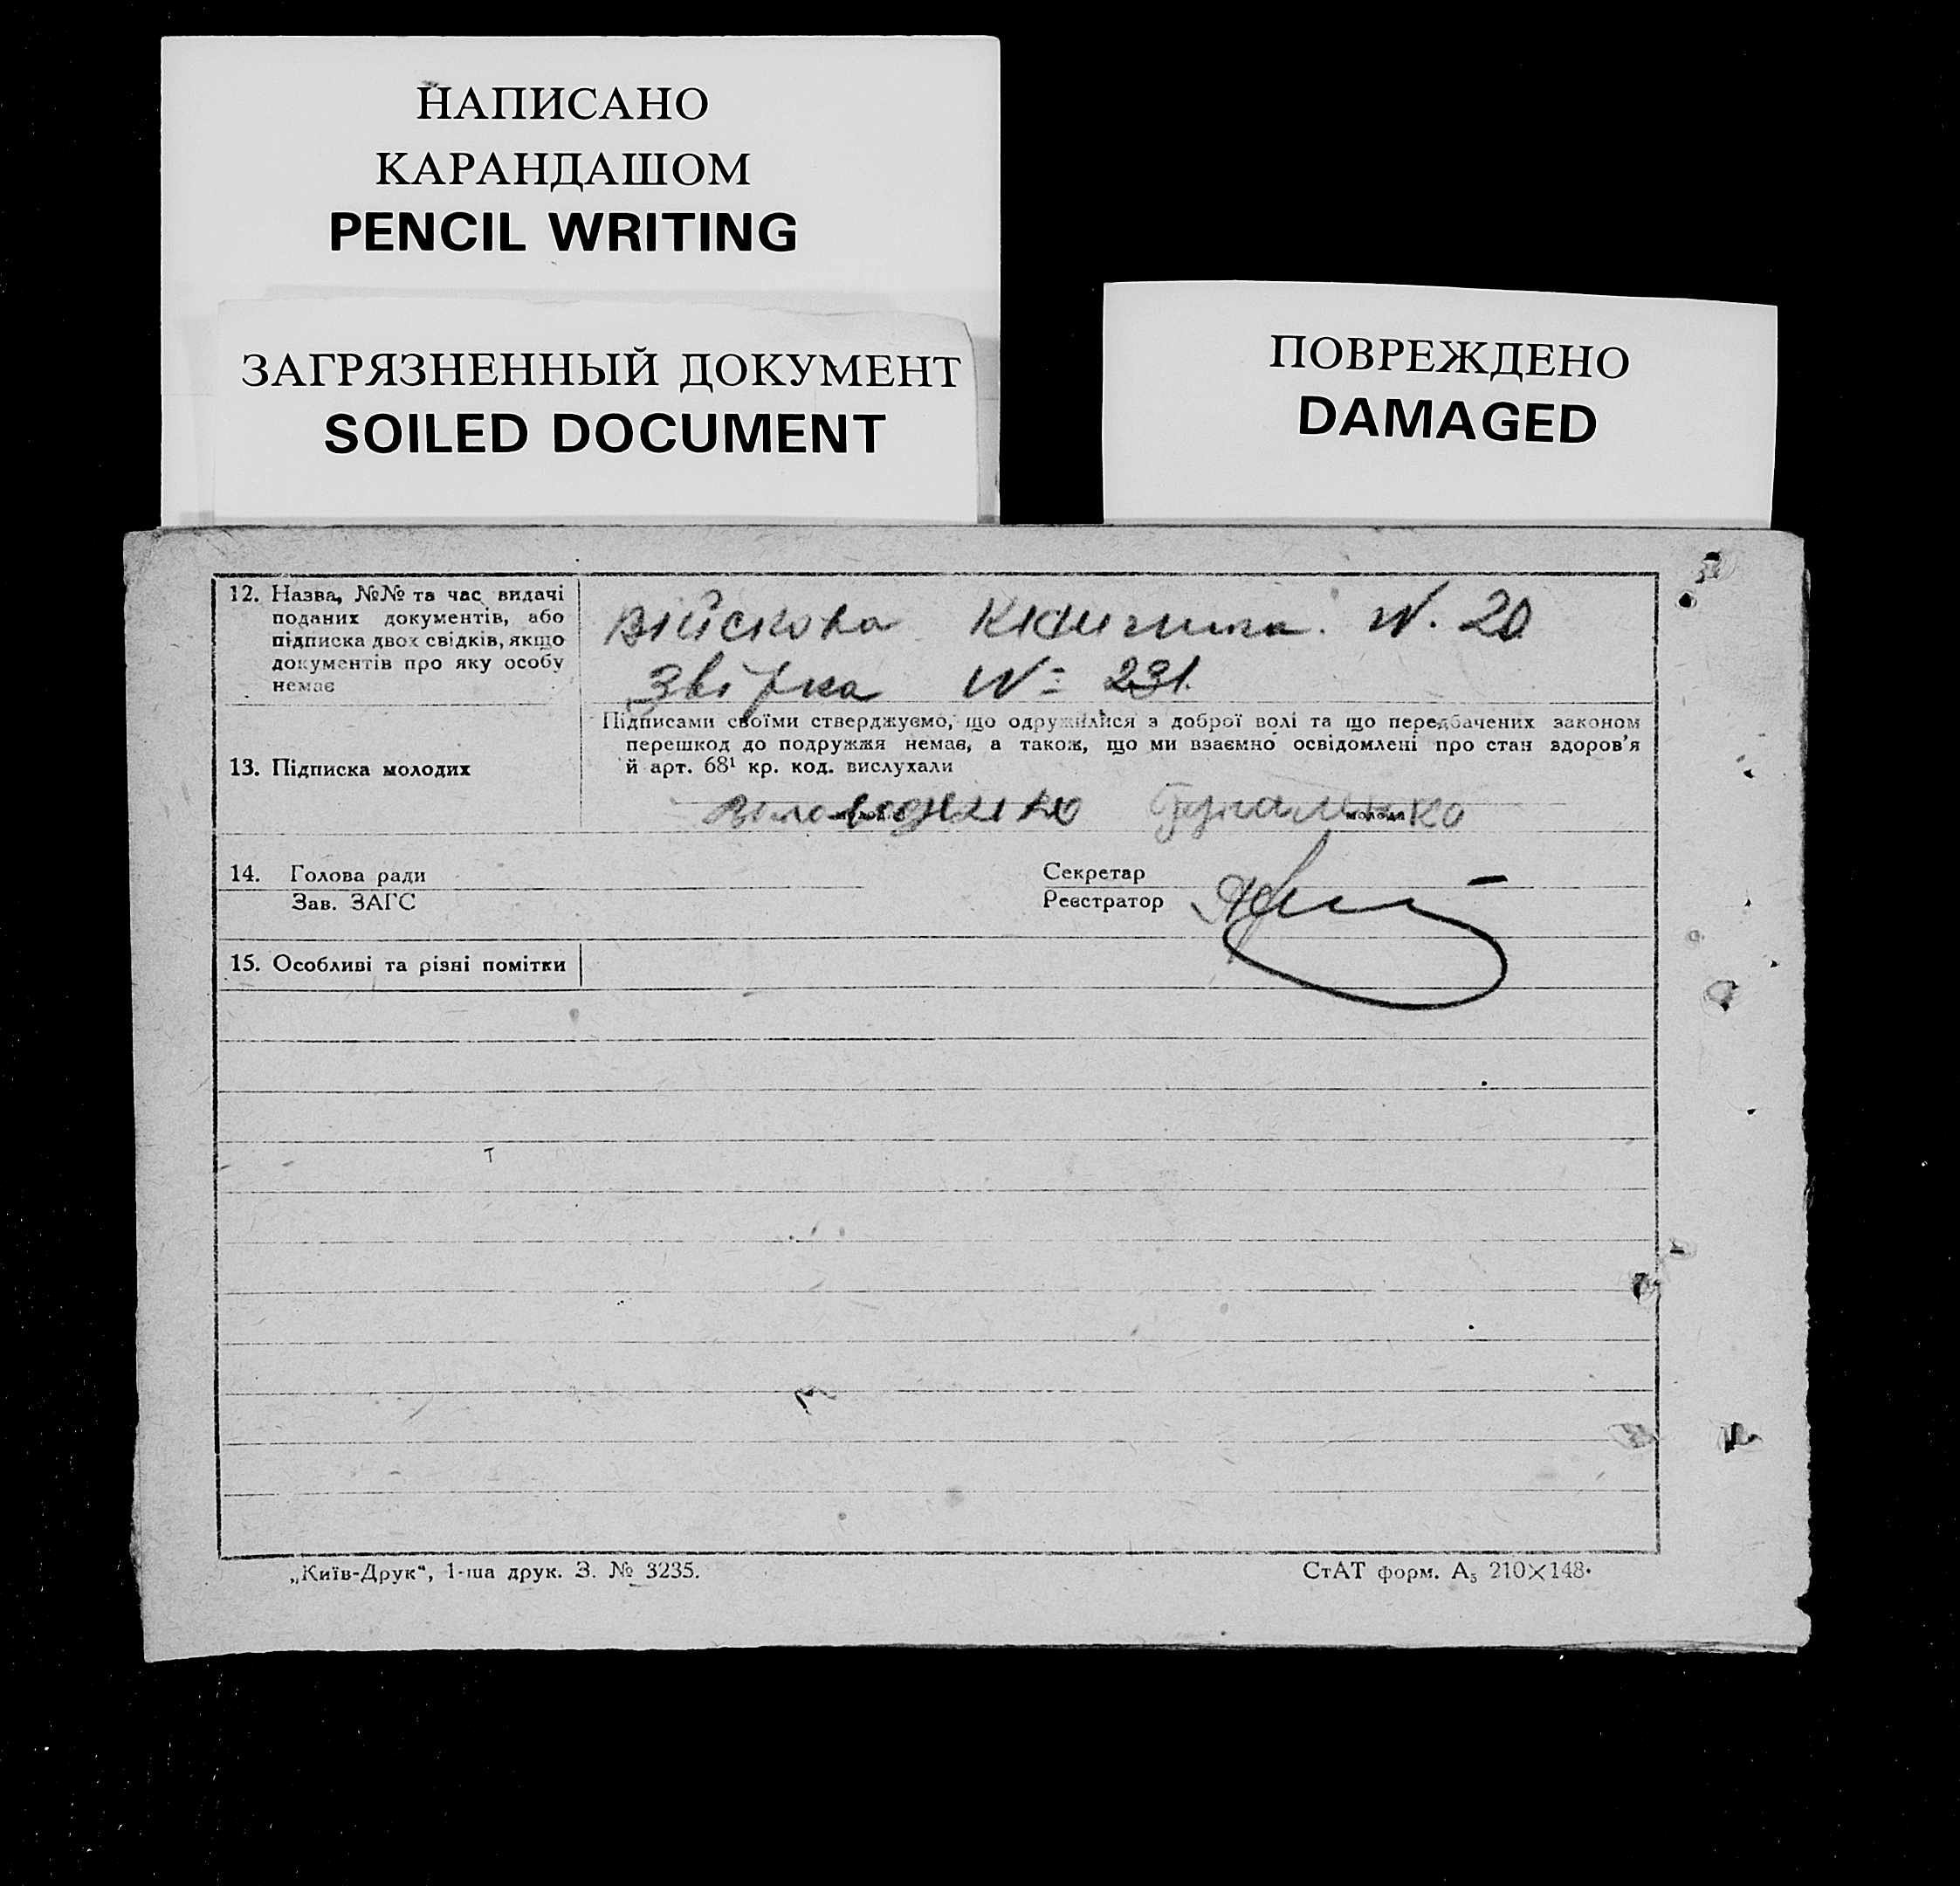 НАПИСАНО
КАРАНДАШОМ
PENCIL WRITING
ЗАГРЯЗНЕННЫЙ ДОКУМЕНТ
SOILED DOCUMENT
ПОВРЕЖДЕНО
DAMAGED
12. Назва, №№ та час видачі
поданих документів, або
підписка двох свідків, якщо
документів про яку особу
немає
Військова Книжка. N. 20
Звірка N= 231.
Підписами своїми стверджуємо, що одружилися з доброї волі та що передбачених законом
перешкод до подружжя немає, а також, що ми взаємно освідомлені про стан здоров'я
й арт. 68¹ кр. код. вислухали
13. Підписка молодих
молода
14. Голова ради
Зав. ЗАГС
Секретар
Реєстратор
15. Особливі та різні помітки
„Київ-Друк“, 1-ша друк. З. № 3235.
СтАТ форм. А₅ 210×148.